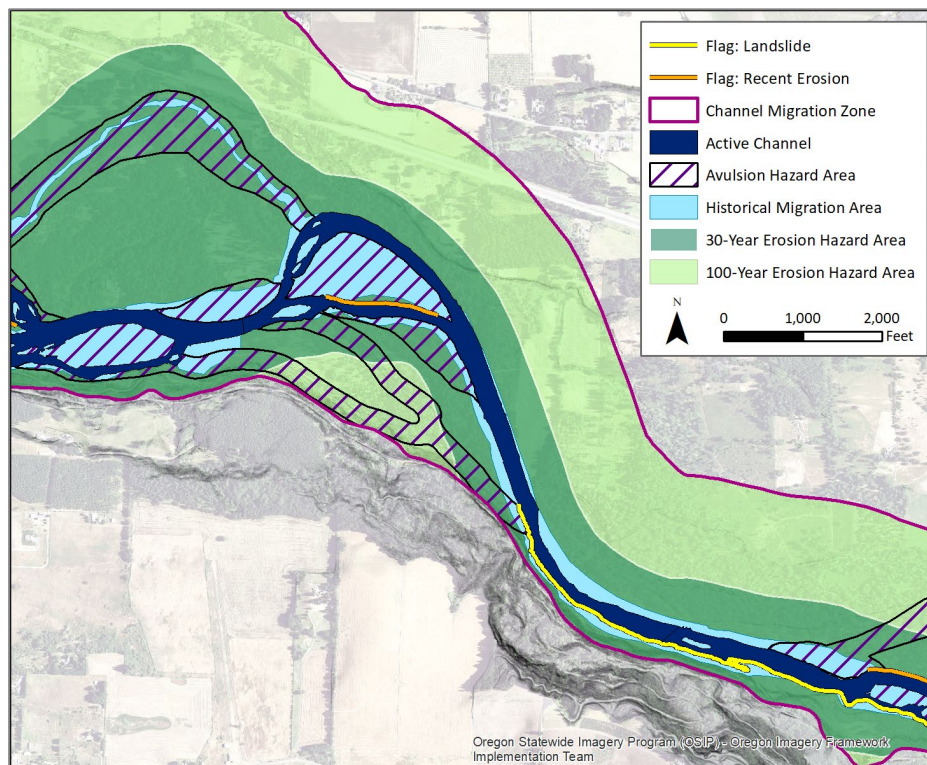 Flag: Landslide
Flag: Recent Erosion
Channel Migration Zone
Active Channel
Avulsion Hazard Area
Historical Migration Area
30-Year Erosion Hazard Area
100-Year Erosion Hazard Area
N
0 1,000 2,000
Feet
Oregon Statewide Imagery Program (OSIP) - Oregon Imagery Framework
Implementation Team